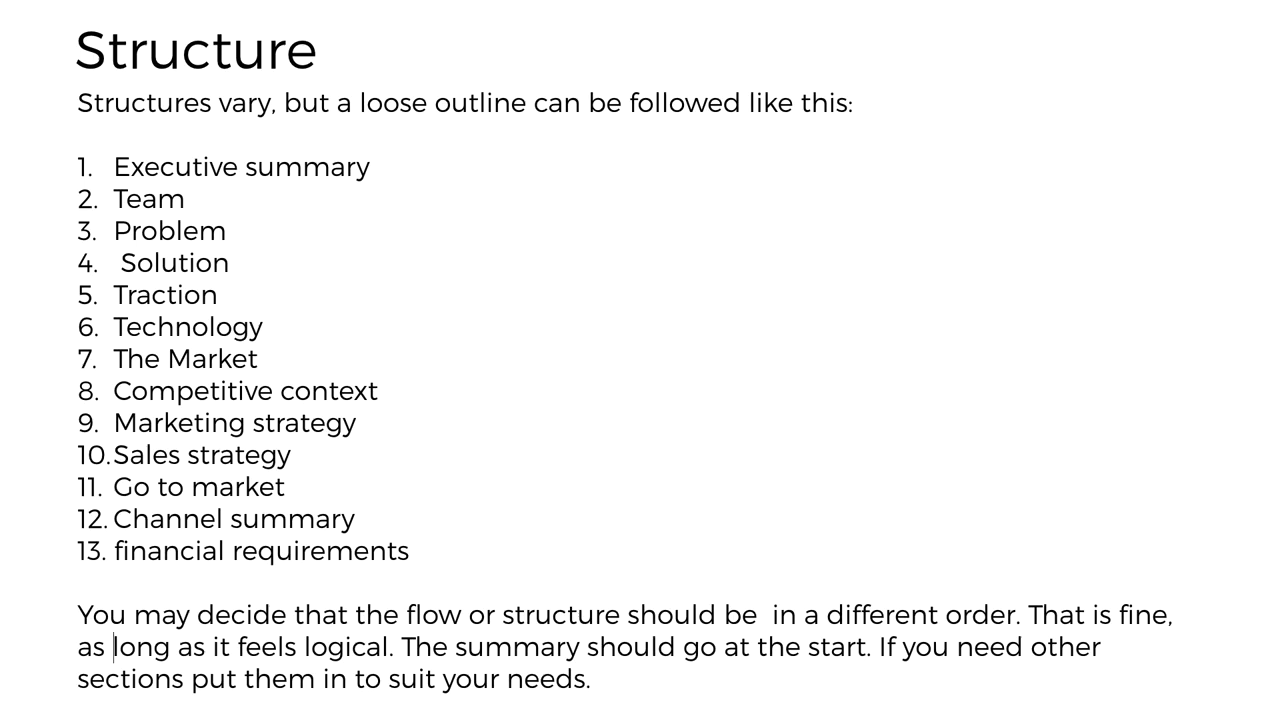 Structure
Structures vary, but a loose outline can be followed like this:
1. Executive summary
2. Team
3. Problem
4.  Solution
5. Traction
6. Technology
7. The Market
8. Competitive context
9. Marketing strategy
10. Sales strategy
11. Go to market
12. Channel summary
13. financial requirements
You may decide that the flow or structure should be  in a different order. That is fine,
as long as it feels logical. The summary should go at the start. If you need other
sections put them in to suit your needs.